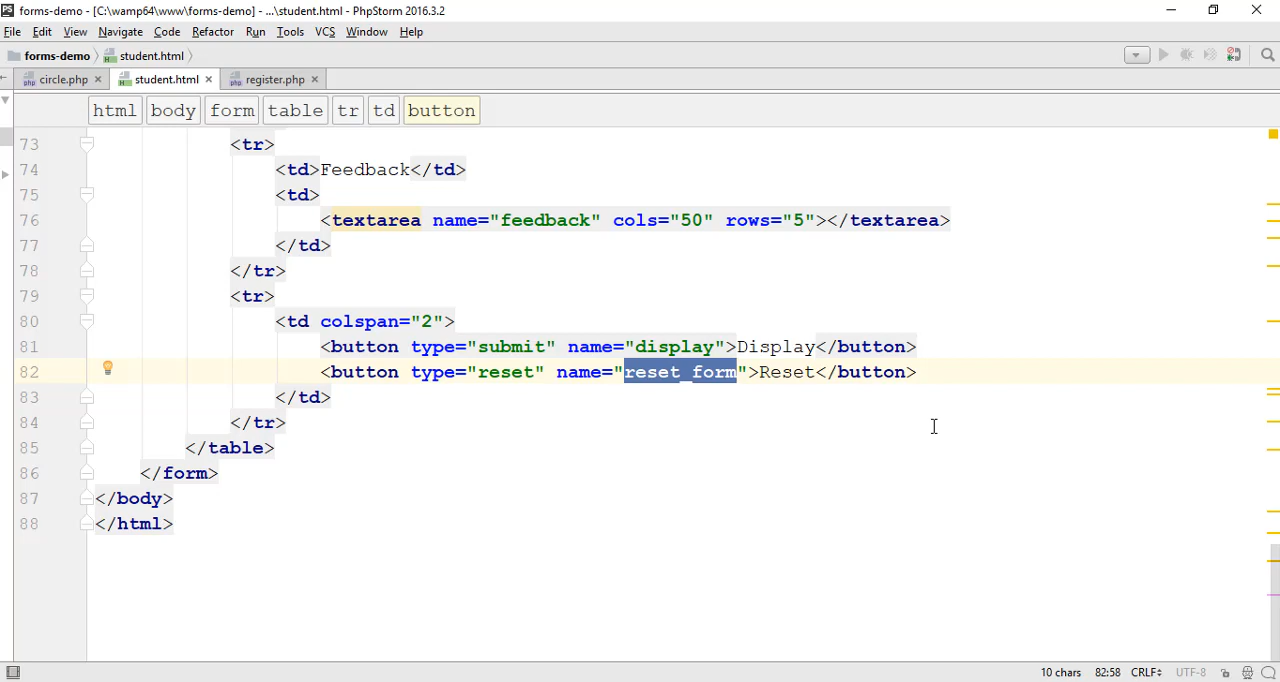 PS forms-demo - [C:\wamp64\www\forms-demo] - ...\student.html - PhpStorm 2016.3.2
File Edit View Navigate Code Refactor Run Tools VCS Window Help
forms-demo student.html
circle.php student.html register.php
html body form table tr td button
73 <tr>
74 <td>Feedback</td>
75 <td>
76 <textarea name="feedback" cols="50" rows="5"></textarea>
77 </td>
78 </tr>
79 <tr>
80 <td colspan="2">
81 <button type="submit" name="display">Display</button>
82 <button type="reset" name="reset_form">Reset</button>
83 </td>
84 </tr>
85 </table>
86 </form>
87 </body>
88 </html>
10 chars 82:58 CRLF UTF-8